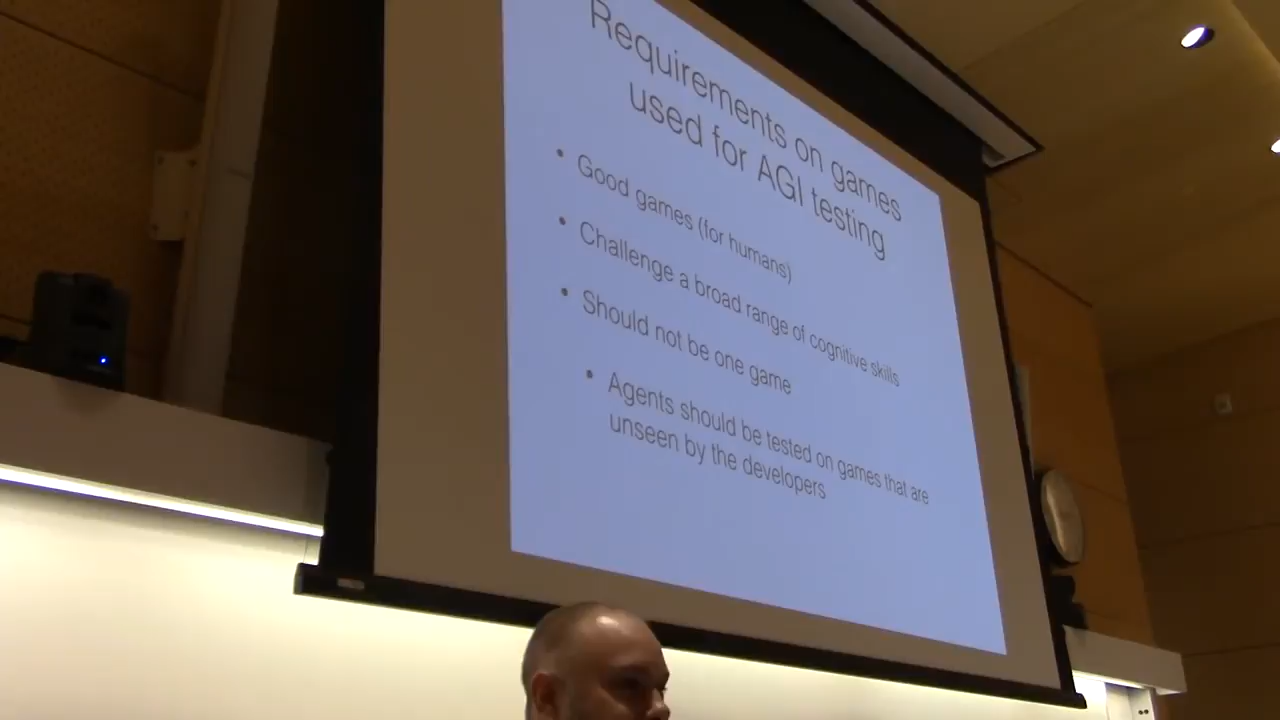 Requirements on games
used for AGI testing
• Good games (for humans)
• Challenge a broad range of cognitive skills
• Should not be one game
• Agents should be tested on games that are
unseen by the developers